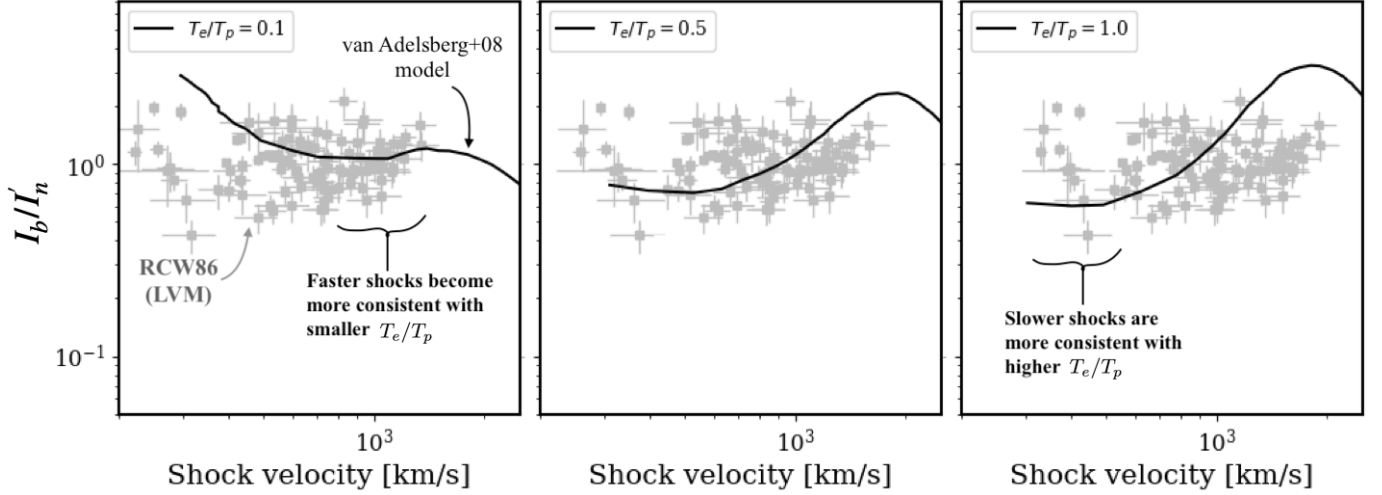 T_e/T_p = 0.1
van Adelsberg+08
model
RCW86
(LVM)
Faster shocks become
more consistent with
smaller T_e/T_p
I_b/I'_n
10^0
10^{-1}
10^3
Shock velocity [km/s]
T_e/T_p = 0.5
10^3
Shock velocity [km/s]
T_e/T_p = 1.0
Slower shocks are
more consistent with
higher T_e/T_p
10^3
Shock velocity [km/s]